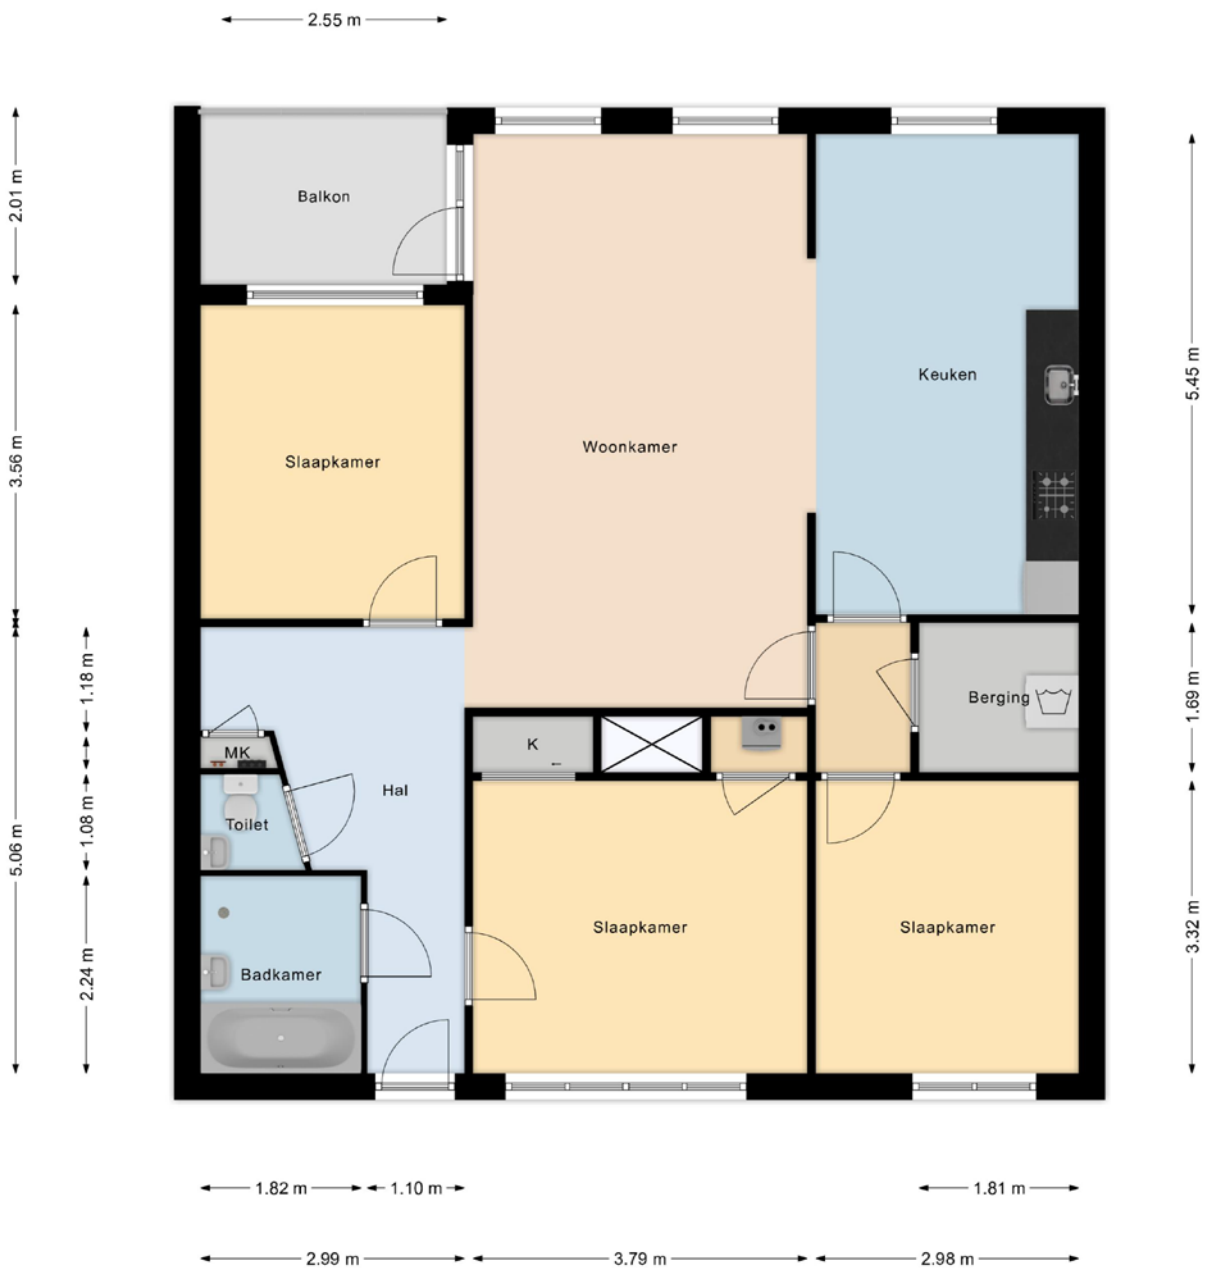 2.55 m
2.01 m
Balkon
5.45 m
Keuken
3.56 m
Woonkamer
Slaapkamer
1.18 m
Berging
1.69 m
MK
K
Hal
1.08 m
Toilet
5.06 m
Slaapkamer
Slaapkamer
3.32 m
2.24 m
Badkamer
1.82 m
1.10 m
1.81 m
2.99 m
3.79 m
2.98 m